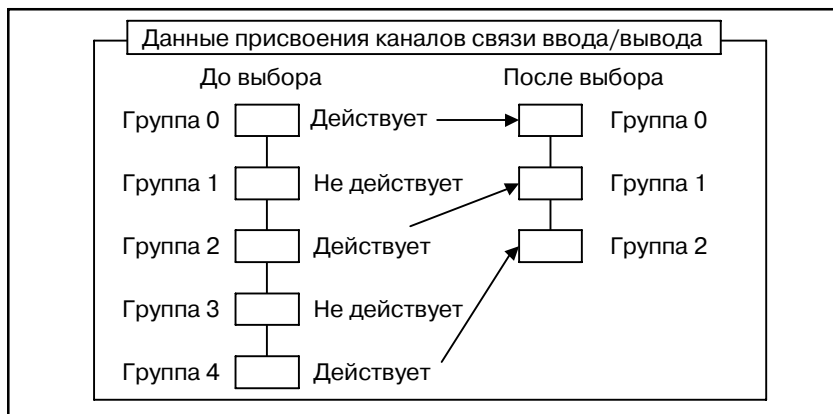 Данные присвоения каналов связи ввода/вывода
До выбора После выбора
Группа 0 Действует Группа 0
Группа 1 Не действует Группа 1
Группа 2 Действует Группа 2
Группа 3 Не действует
Группа 4 Действует